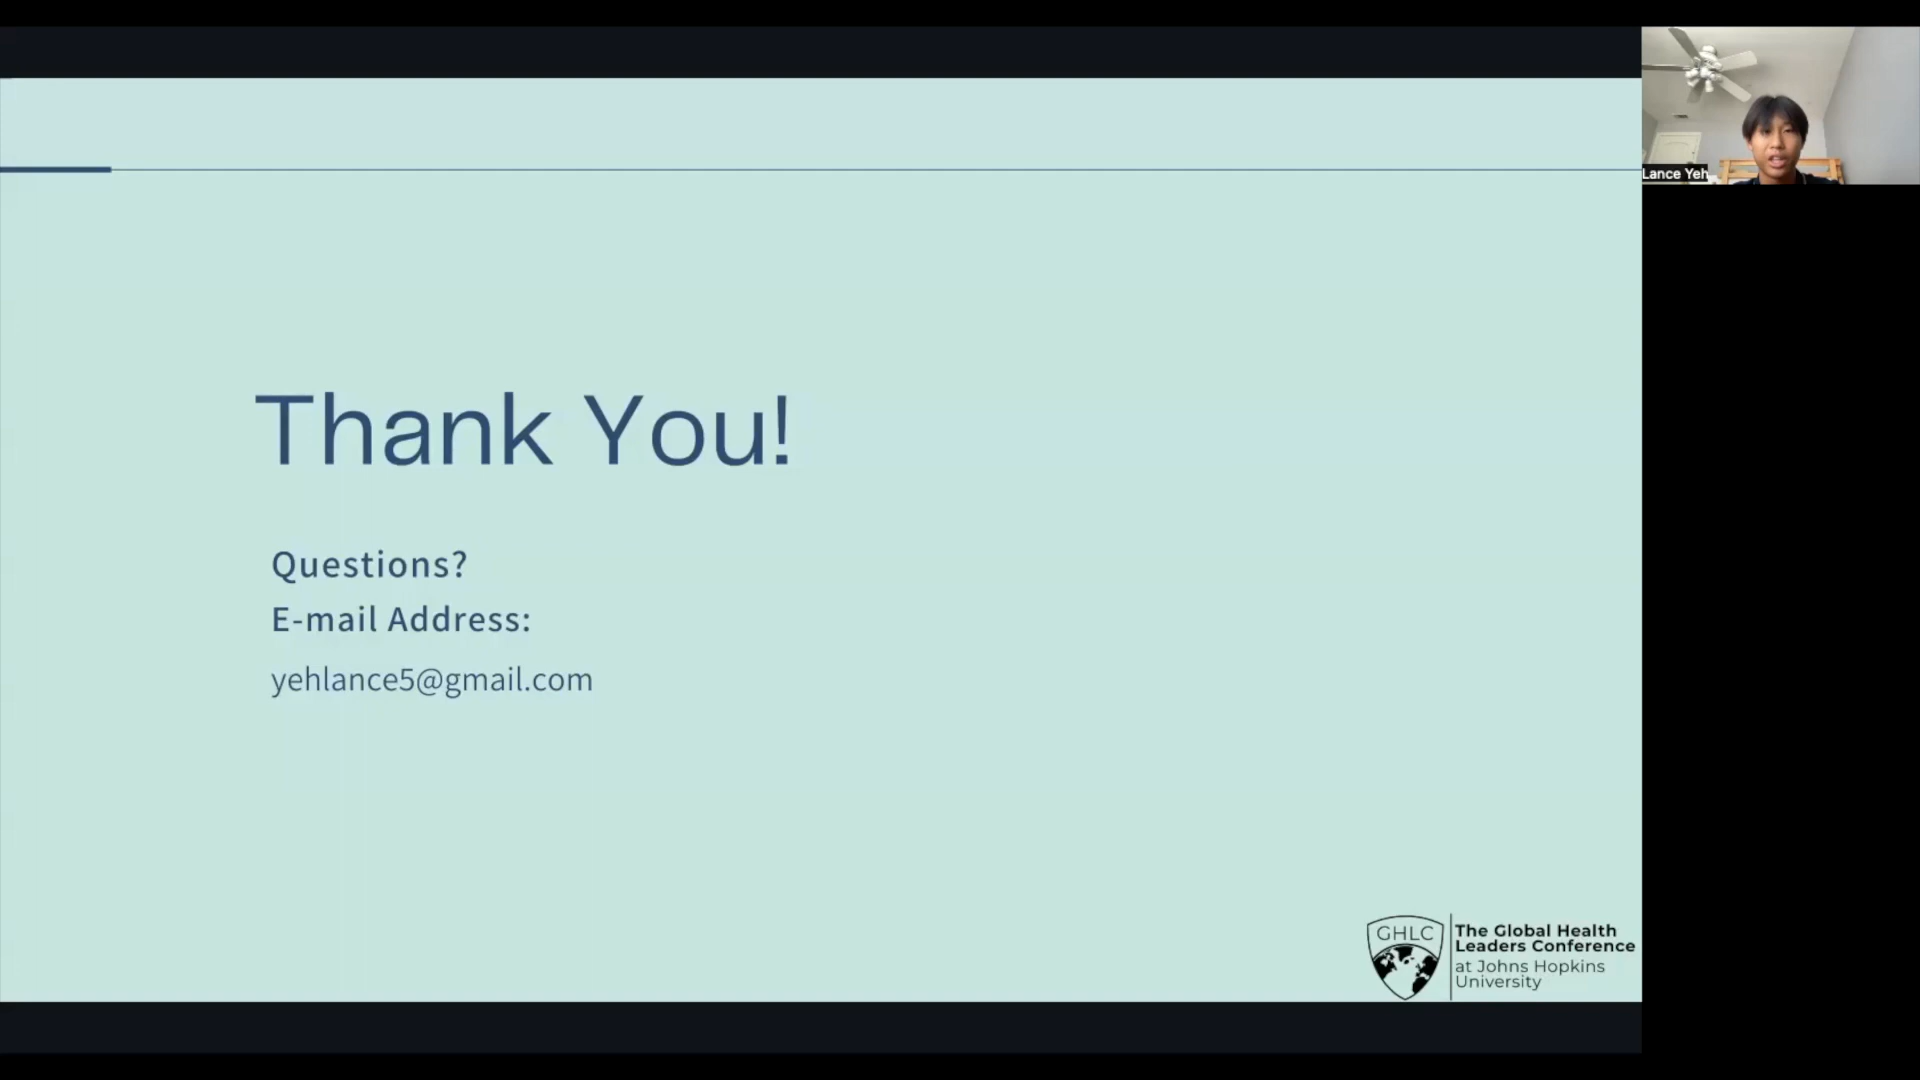 Lance Yeh
Thank You!
Questions?
E-mail Address:
yehlance5@gmail.com
GHLC
The Global Health
Leaders Conference
at Johns Hopkins
University